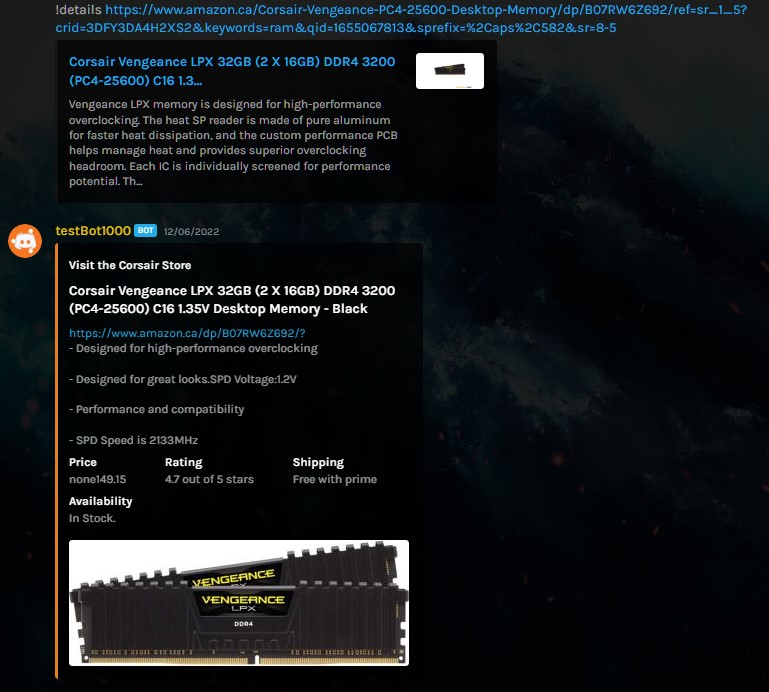 !details https://www.amazon.ca/Corsair-Vengeance-PC4-25600-Desktop-Memory/dp/B07RW6Z692/ref=sr_1_5?
crid=3DFY3DA4H2XS2&keywords=ram&qid=1655067813&sprefix=%2Caps%2C582&sr=8-5
Corsair Vengeance LPX 32GB (2 X 16GB) DDR4 3200
(PC4-25600) C16 1.3...
Vengeance LPX memory is designed for high-performance
overclocking. The heat SP reader is made of pure aluminum
for faster heat dissipation, and the custom performance PCB
helps manage heat and provides superior overclocking
headroom. Each IC is individually screened for performance
potential. Th...
testBot1000 BOT 12/06/2022
Visit the Corsair Store
Corsair Vengeance LPX 32GB (2 X 16GB) DDR4 3200
(PC4-25600) C16 1.35V Desktop Memory - Black
https://www.amazon.ca/dp/B07RW6Z692/?
- Designed for high-performance overclocking
- Designed for great looks.SPD Voltage:1.2V
- Performance and compatibility
- SPD Speed is 2133MHz
Price Rating Shipping
none149.15 4.7 out of 5 stars Free with prime
Availability
In Stock.
VENGEANCE
VENGEANCE
LPX
DDR4